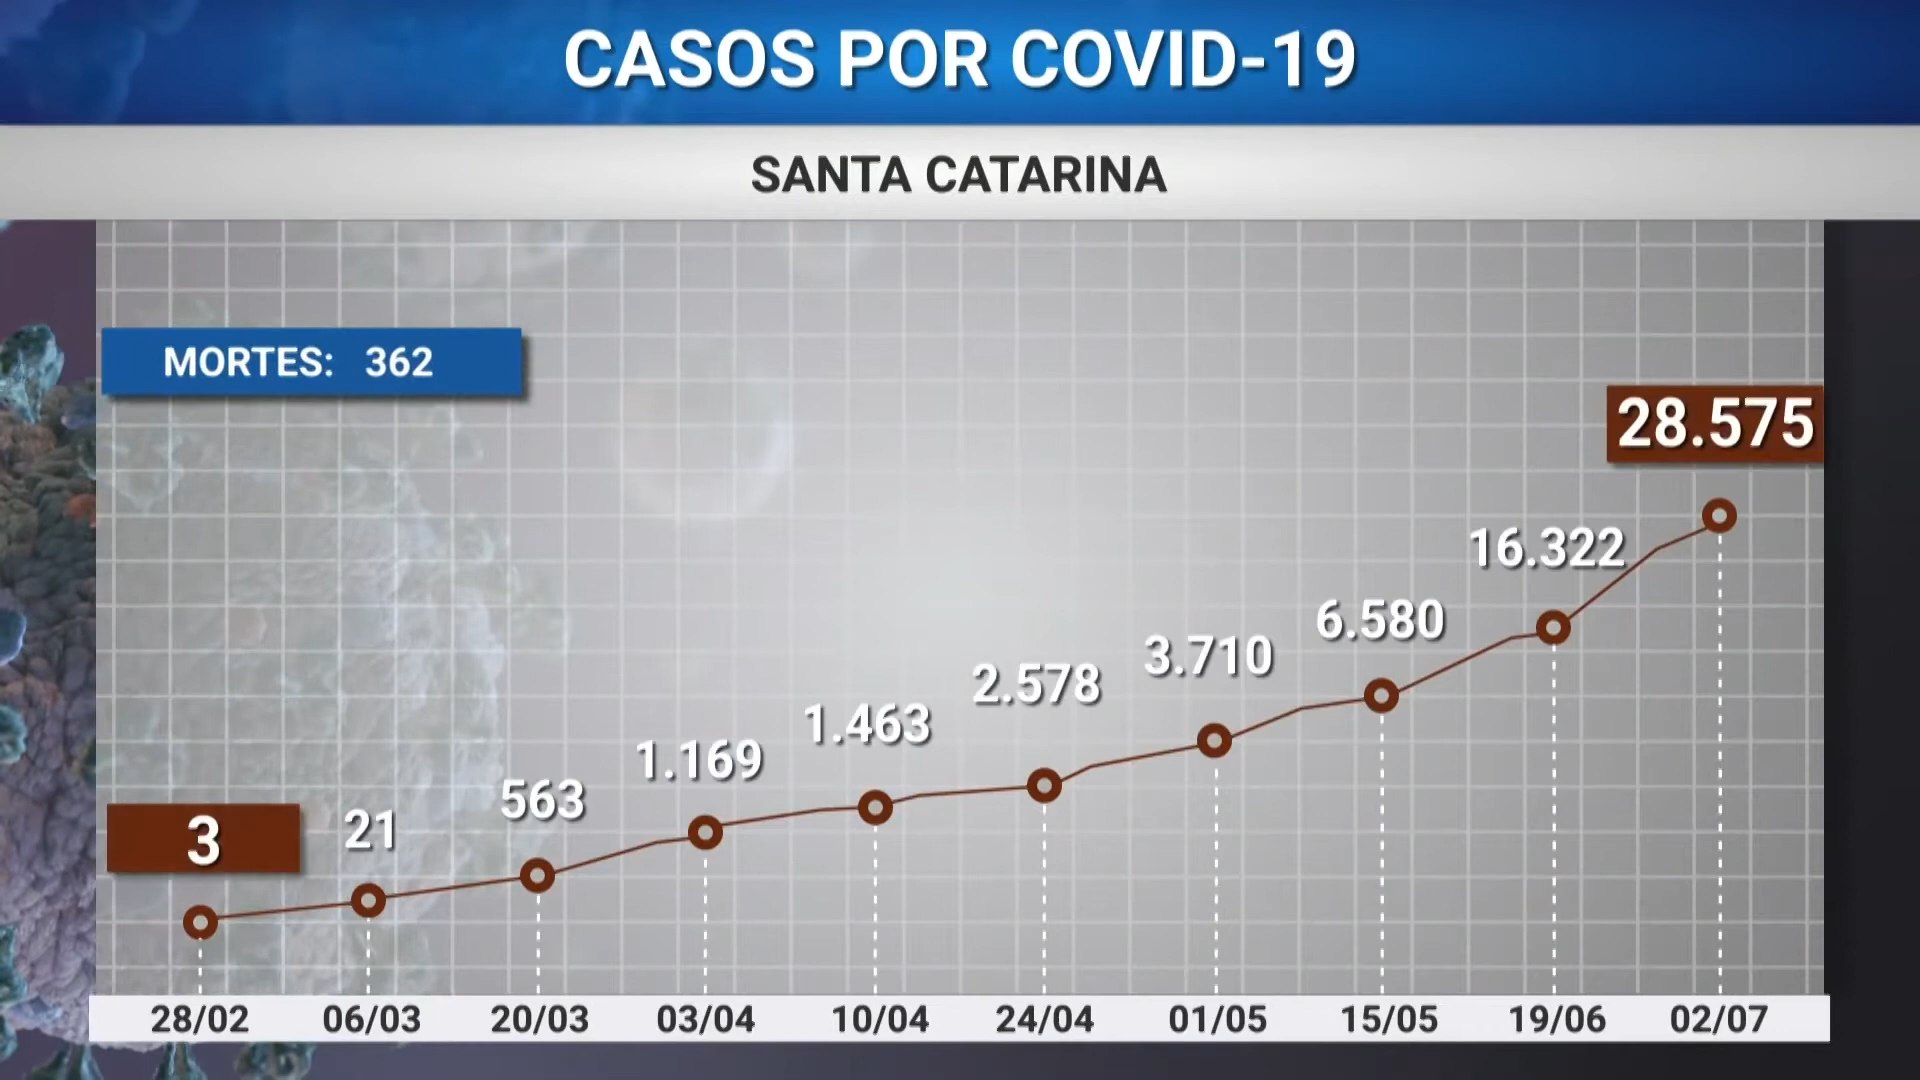 CASOS POR COVID-19
SANTA CATARINA
MORTES: 362
28.575
16.322
6.580
3.710
2.578
1.463
1.169
563
21
3
28/02 06/03 20/03 03/04 10/04 24/04 01/05 15/05 19/06 02/07